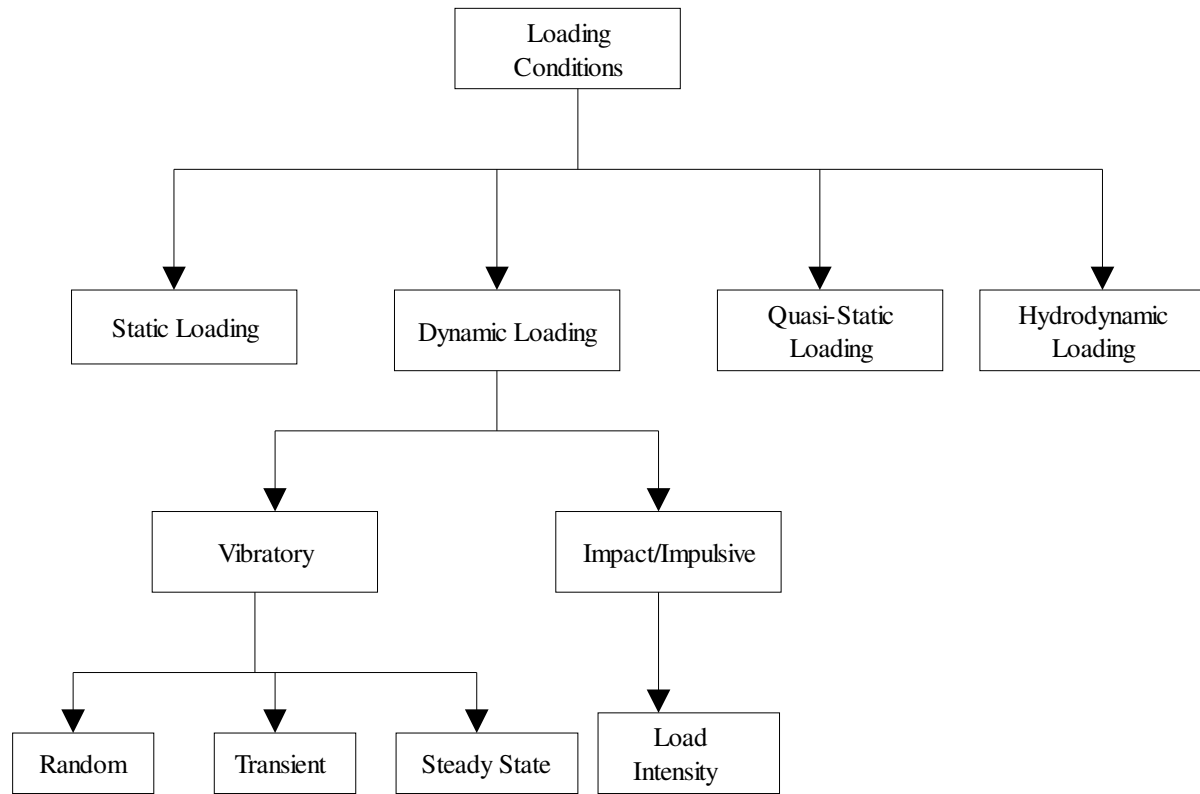 Loading
Conditions
Static Loading
Dynamic Loading
Quasi-Static
Loading
Hydrodynamic
Loading
Vibratory
Impact/Impulsive
Random
Transient
Steady State
Load
Intensity